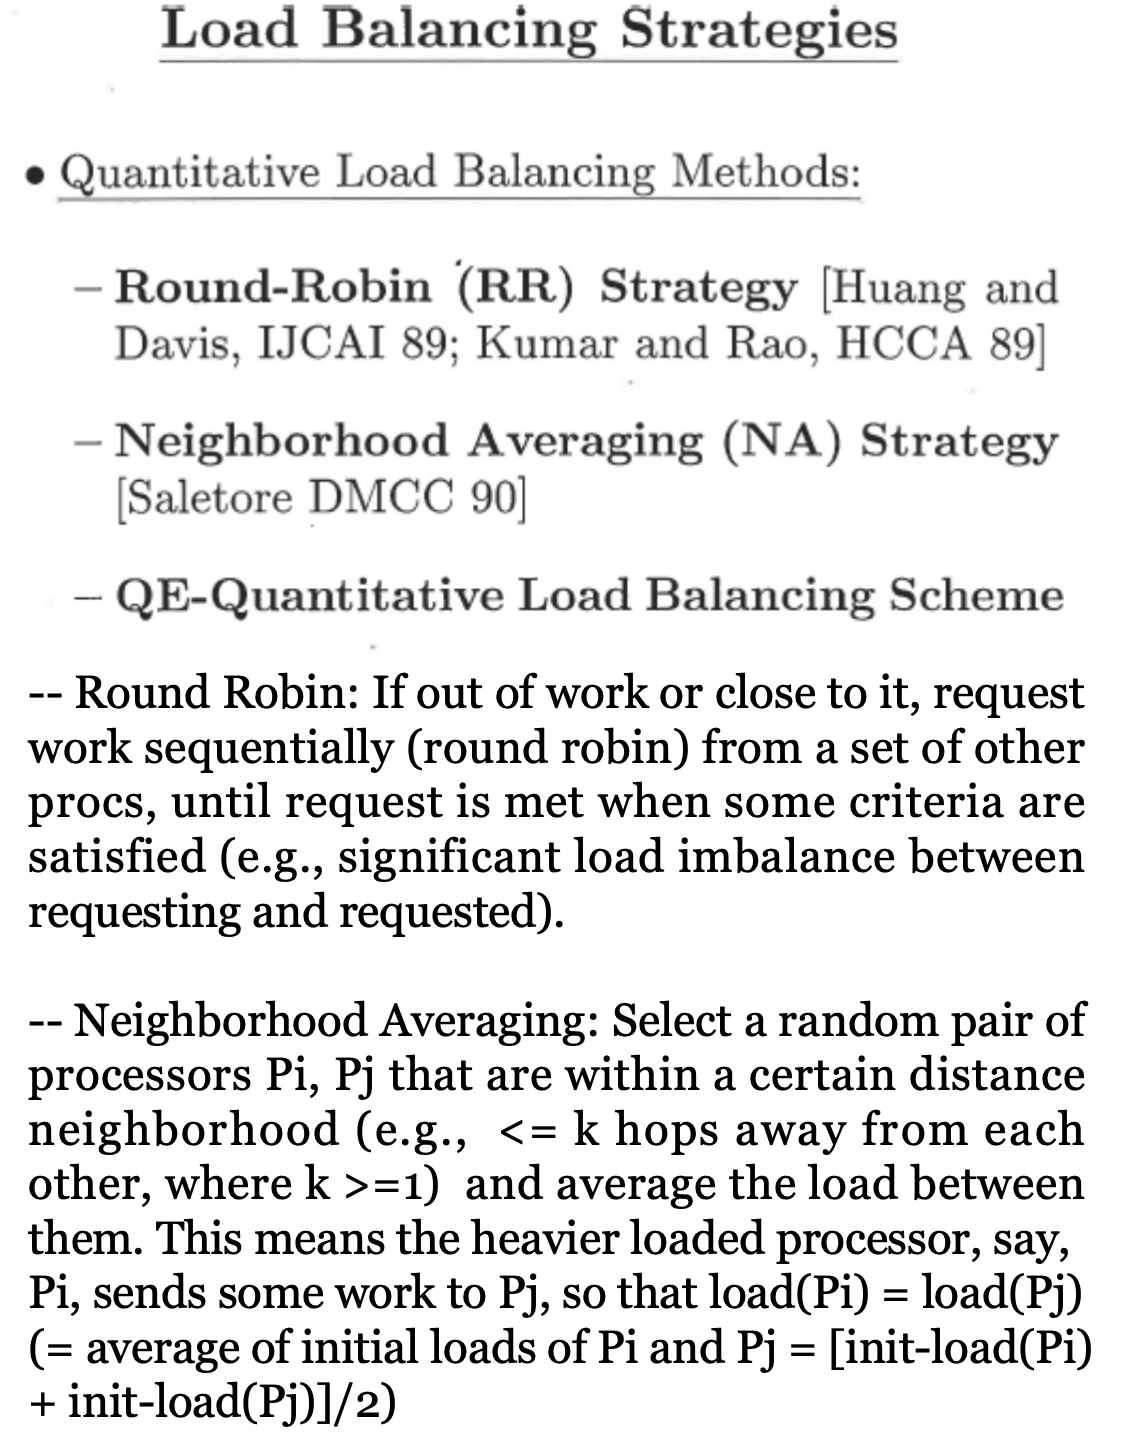 Load Balancing Strategies
• Quantitative Load Balancing Methods:
– Round-Robin (RR) Strategy [Huang and
Davis, IJCAI 89; Kumar and Rao, HCCA 89]
– Neighborhood Averaging (NA) Strategy
[Saletore DMCC 90]
– QE-Quantitative Load Balancing Scheme
-- Round Robin: If out of work or close to it, request
work sequentially (round robin) from a set of other
procs, until request is met when some criteria are
satisfied (e.g., significant load imbalance between
requesting and requested).
-- Neighborhood Averaging: Select a random pair of
processors Pi, Pj that are within a certain distance
neighborhood (e.g., <= k hops away from each
other, where k >=1) and average the load between
them. This means the heavier loaded processor, say,
Pi, sends some work to Pj, so that load(Pi) = load(Pj)
(= average of initial loads of Pi and Pj = [init-load(Pi)
+ init-load(Pj)]/2)